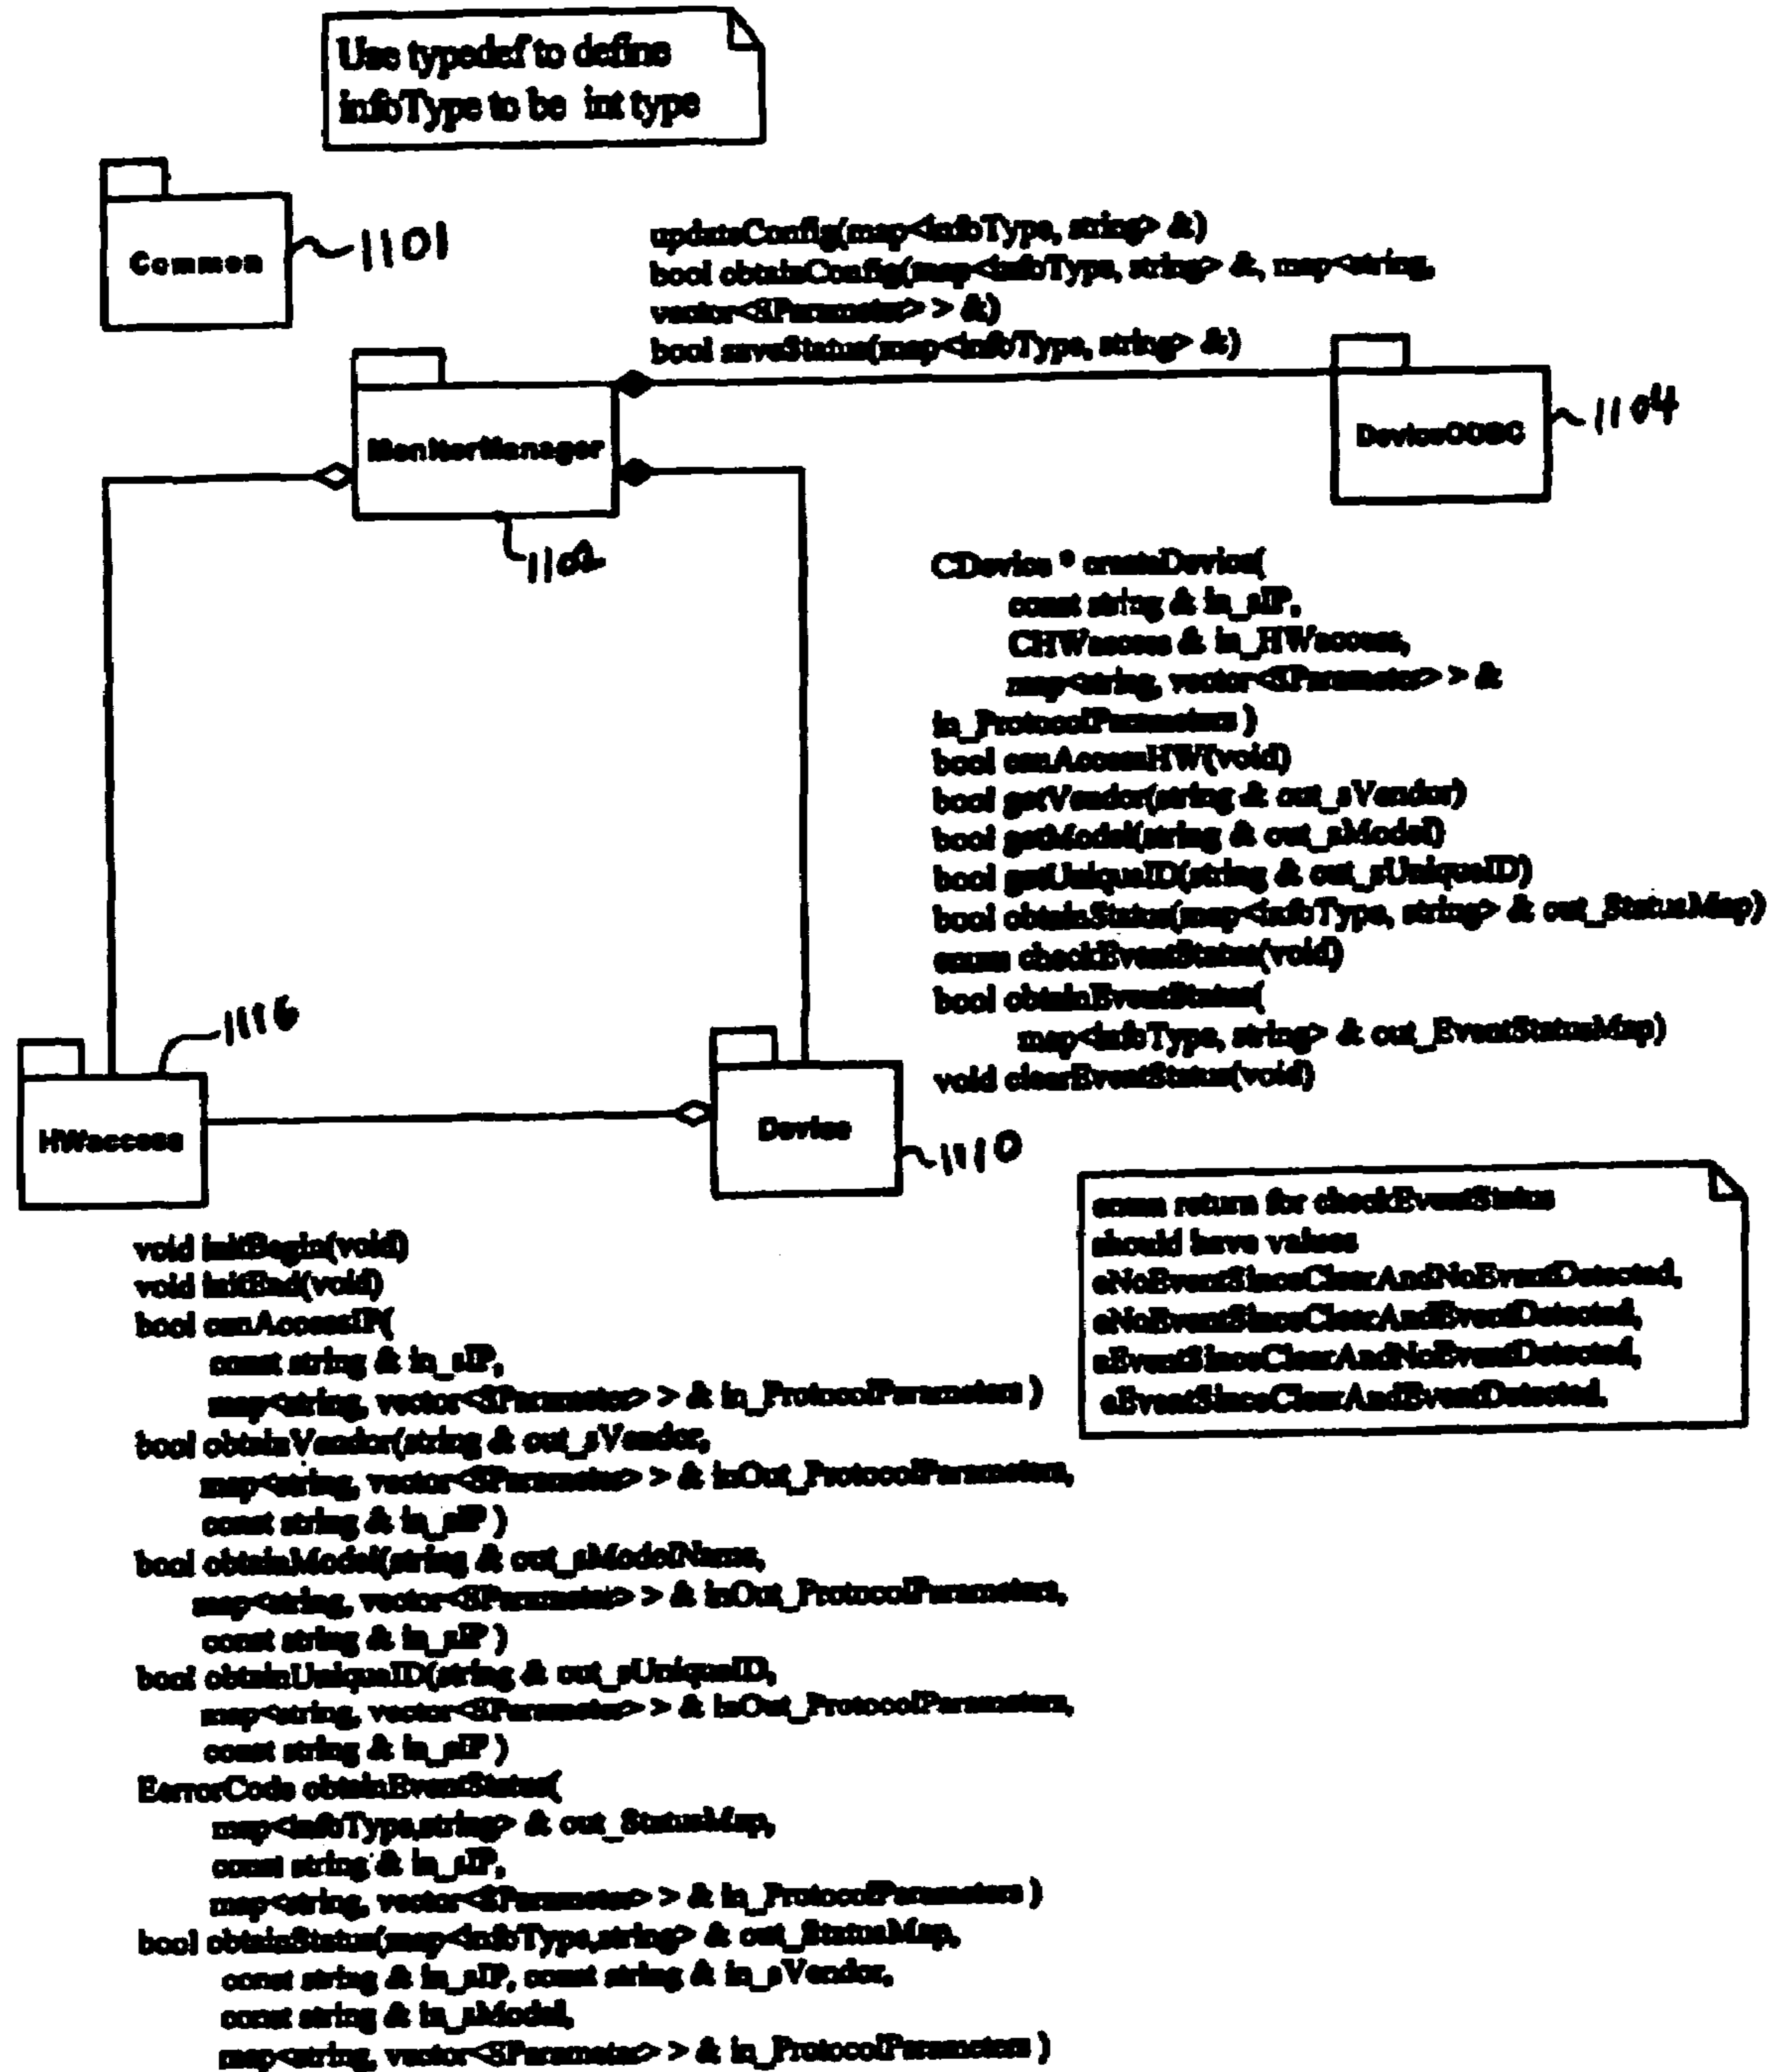 Use typedef to define
infoType to be int type
Common
1101
updateConfig(map<infoType, string> &)
bool obtainConfig(map<infoType, string> &, map<string,
vector<SParameter> > &)
bool saveStatus(map<infoType, string> &)
MonitorManager
1102
DeviceODBC
1104
CDevice * createDevice(
const string & in_sIP,
CHWaccess & in_HWaccess,
map<string, vector<SParameter> > &
in_ProtocolParameters )
bool canAccessHW(void)
bool getVendor(string & out_sVendor)
bool getModel(string & out_sModel)
bool getUniqueID(string & out_sUniqueID)
bool obtainStatus(map<infoType, string> & out_StatusMap)
enum checkEventStatus(void)
bool obtainEventStatus(
map<infoType, string> & out_EventStatusMap)
void clearEventStatus(void)
1116
HWaccess
Device
1110
enum return for checkEventStatus
should have values
eNoEventSinceClearAndNoEventDetected,
eNoEventSinceClearAndEventDetected,
eEventSinceClearAndNoEventDetected,
eEventSinceClearAndEventDetected.
void initBegin(void)
void initEnd(void)
bool canAccessIP(
const string & in_sIP,
map<string, vector<SParameter> > & in_ProtocolParameters )
bool obtainVendor(string & out_sVendor,
map<string, vector<SParameter> > & inOut_ProtocolParameters,
const string & in_sIP )
bool obtainModel(string & out_sModelName,
map<string, vector<SParameter> > & inOut_ProtocolParameters,
const string & in_sIP )
bool obtainUniqueID(string & out_sUniqueID,
map<string, vector<SParameter> > & inOut_ProtocolParameters,
const string & in_sIP )
EerrorCode obtainEventStatus(
map<infoType,string> & out_StatusMap,
const string & in_sIP,
map<string, vector<SParameter> > & in_ProtocolParameters )
bool obtainStatus(map<infoType,string> & out_StatusMap,
const string & in_sIP, const string & in_sVendor,
const string & in_sModel,
map<string, vector<SParameter> > & in_ProtocolParameters )